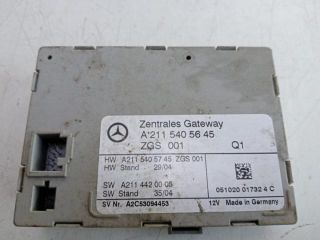 Zentrales Gateway
A'211 540 56 45
ZGS 001 Q1
HW A211 540 57 45 ZGS 001
HW Stand 29/04
SW A211 442 00 08
SW Stand 35/04
051020 01732 4 C
SV Nr. A2C53094453 12V Made in Germany